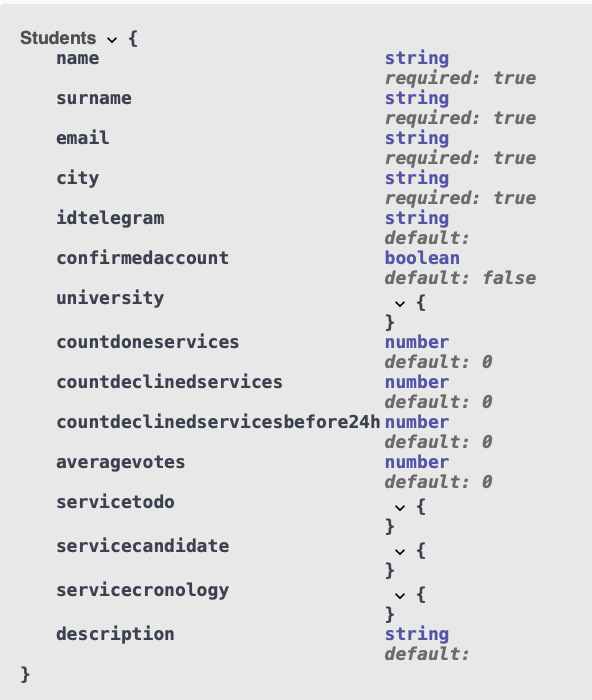 Students {
name string
required: true
surname string
required: true
email string
required: true
city string
required: true
idtelegram string
default:
confirmedaccount boolean
default: false
university {
}
countdoneservices number
default: 0
countdeclinedservices number
default: 0
countdeclinedservicesbefore24h number
default: 0
averagevotes number
default: 0
servicetodo {
}
servicecandidate {
}
servicecronology {
}
description string
default:
}